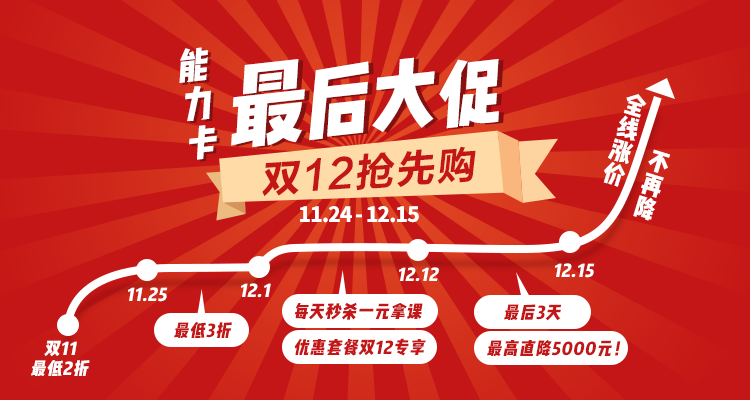 能力卡
最后大促
双12抢先购
11.24 - 12.15
全线涨价
不再降
双11
最低2折
11.25
最低3折
12.1
每天秒杀一元拿课
优惠套餐双12专享
12.12
最后3天
最高直降5000元！
12.15